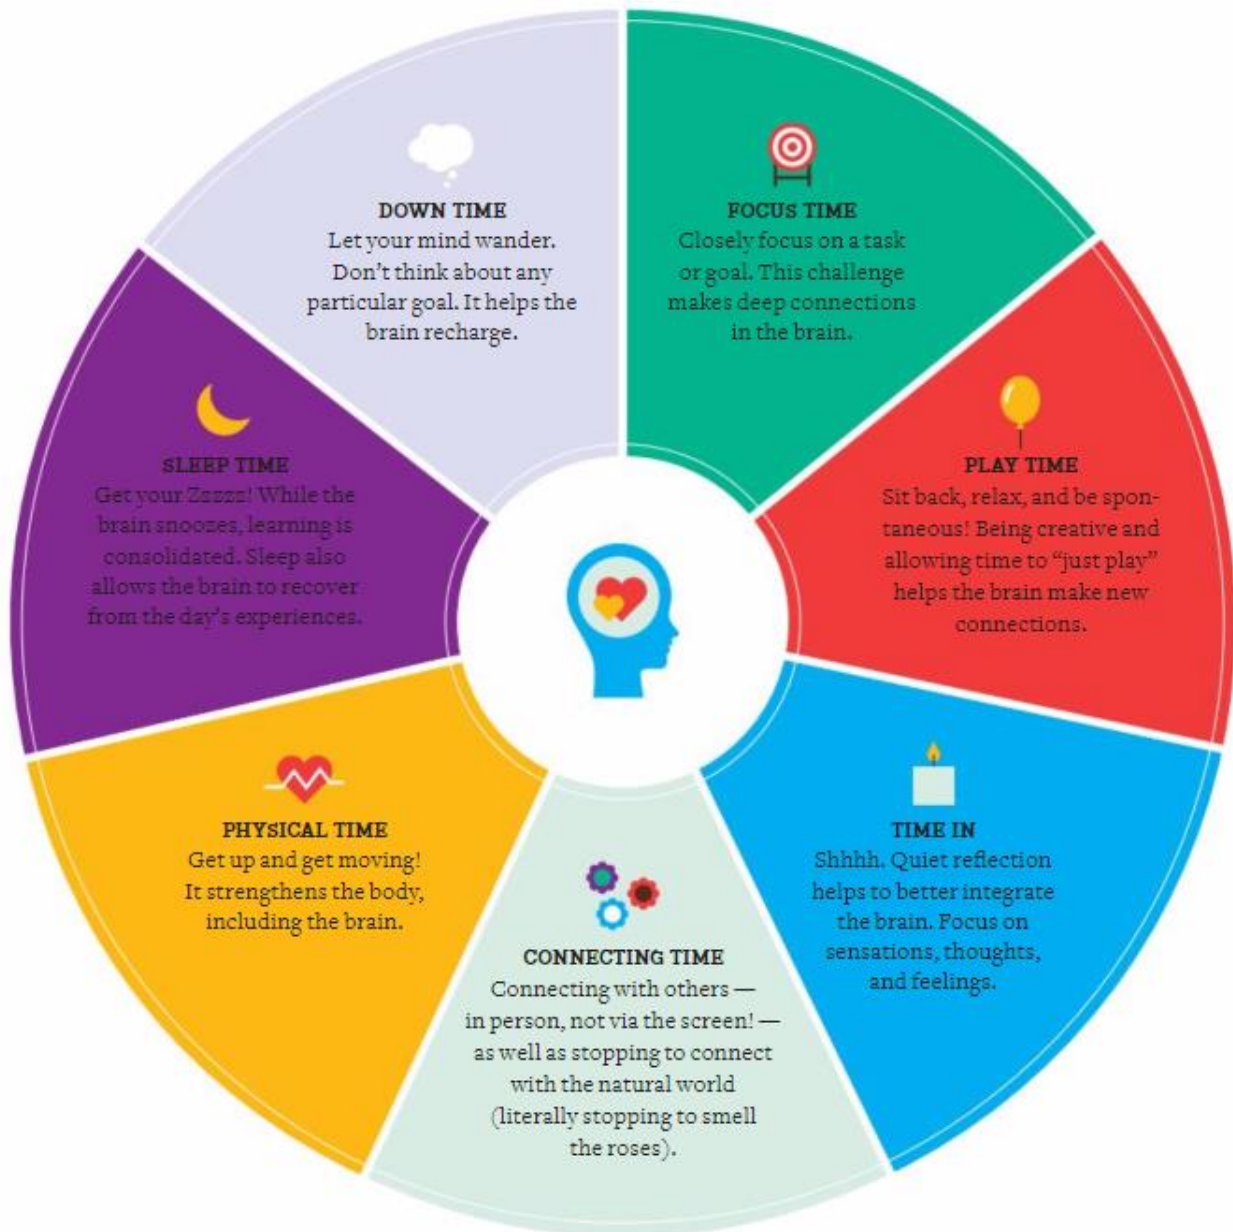 DOWN TIME
Let your mind wander.
Don't think about any
particular goal. It helps the
brain recharge.
FOCUS TIME
Closely focus on a task
or goal. This challenge
makes deep connections
in the brain.
PLAY TIME
Sit back, relax, and be spon-
taneous! Being creative and
allowing time to “just play”
helps the brain make new
connections.
TIME IN
Shhhh. Quiet reflection
helps to better integrate
the brain. Focus on
sensations, thoughts,
and feelings.
CONNECTING TIME
Connecting with others —
in person, not via the screen! —
as well as stopping to connect
with the natural world
(literally stopping to smell
the roses).
PHYSICAL TIME
Get up and get moving!
It strengthens the body,
including the brain.
SLEEP TIME
Get your Zzzzz! While the
brain snoozes, learning is
consolidated. Sleep also
allows the brain to recover
from the day's experiences.